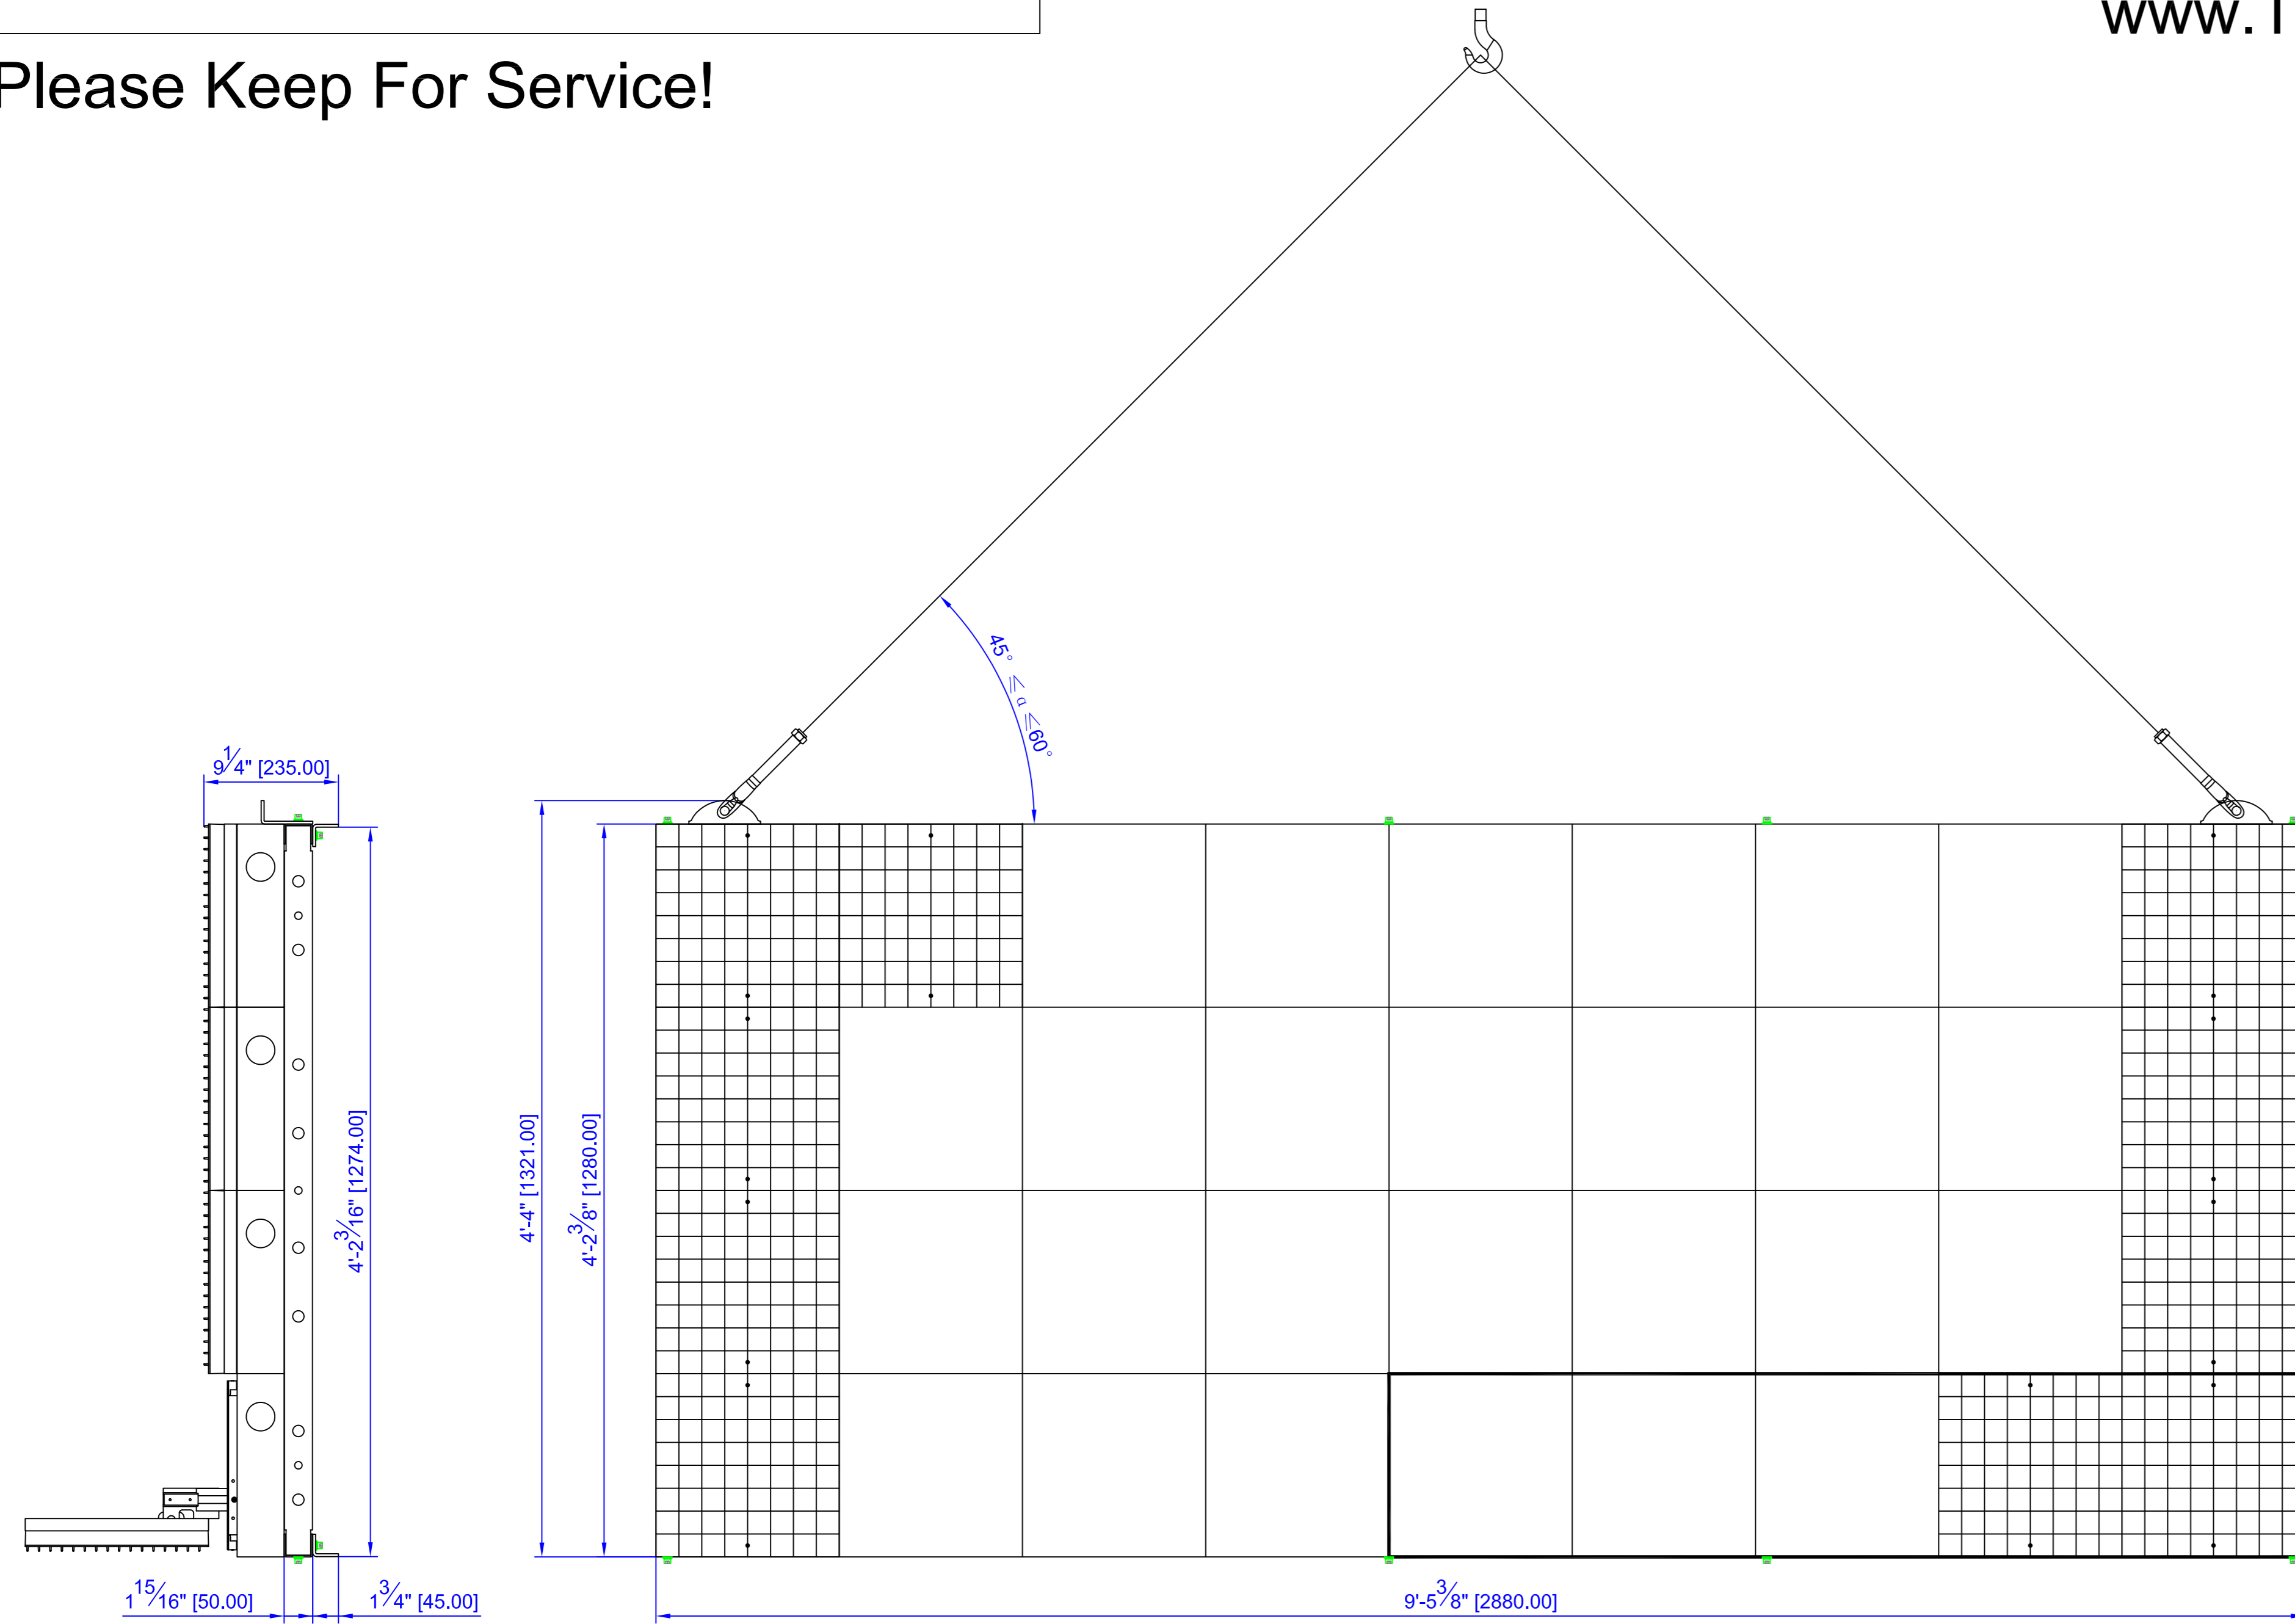 www.
Please Keep For Service!
45° ≤ α ≤60°
9 1/4" [235.00]
4'-2 3/16" [1274.00]
4'-4" [1321.00]
4'-2 3/8" [1280.00]
1 15/16" [50.00]
1 3/4" [45.00]
9'-5 3/8" [2880.00]